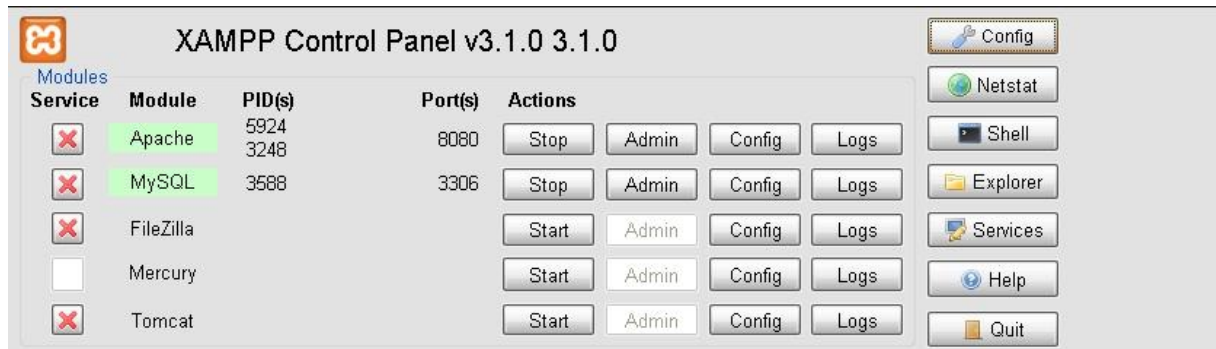 XAMPP Control Panel v3.1.0 3.1.0
Modules
Service Module PID(s) Port(s) Actions
Apache 5924 3248 8080 Stop Admin Config Logs
MySQL 3588 3306 Stop Admin Config Logs
FileZilla Start Admin Config Logs
Mercury Start Admin Config Logs
Tomcat Start Admin Config Logs
Config
Netstat
Shell
Explorer
Services
Help
Quit